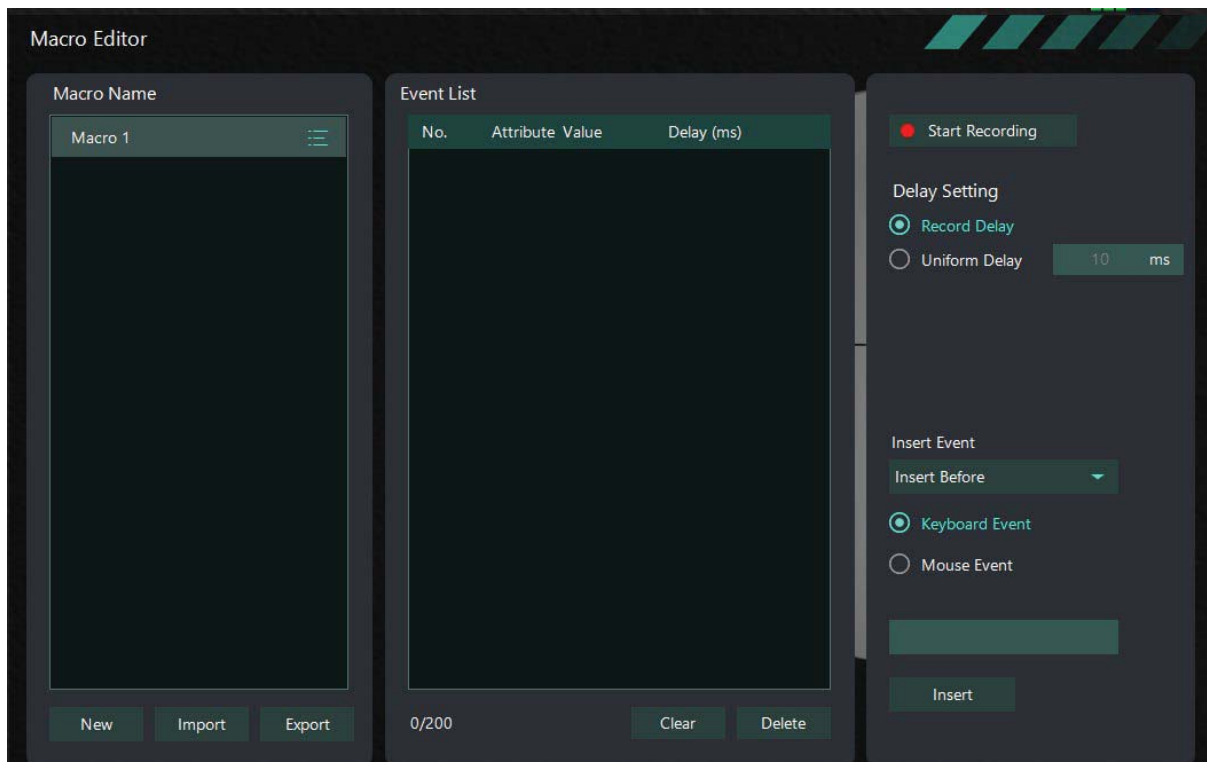 Macro Editor
Macro Name
Macro 1
New Import Export
Event List
No. Attribute Value Delay (ms)
0/200 Clear Delete
Start Recording
Delay Setting
Record Delay
Uniform Delay 10 ms
Insert Event
Insert Before
Keyboard Event
Mouse Event
Insert